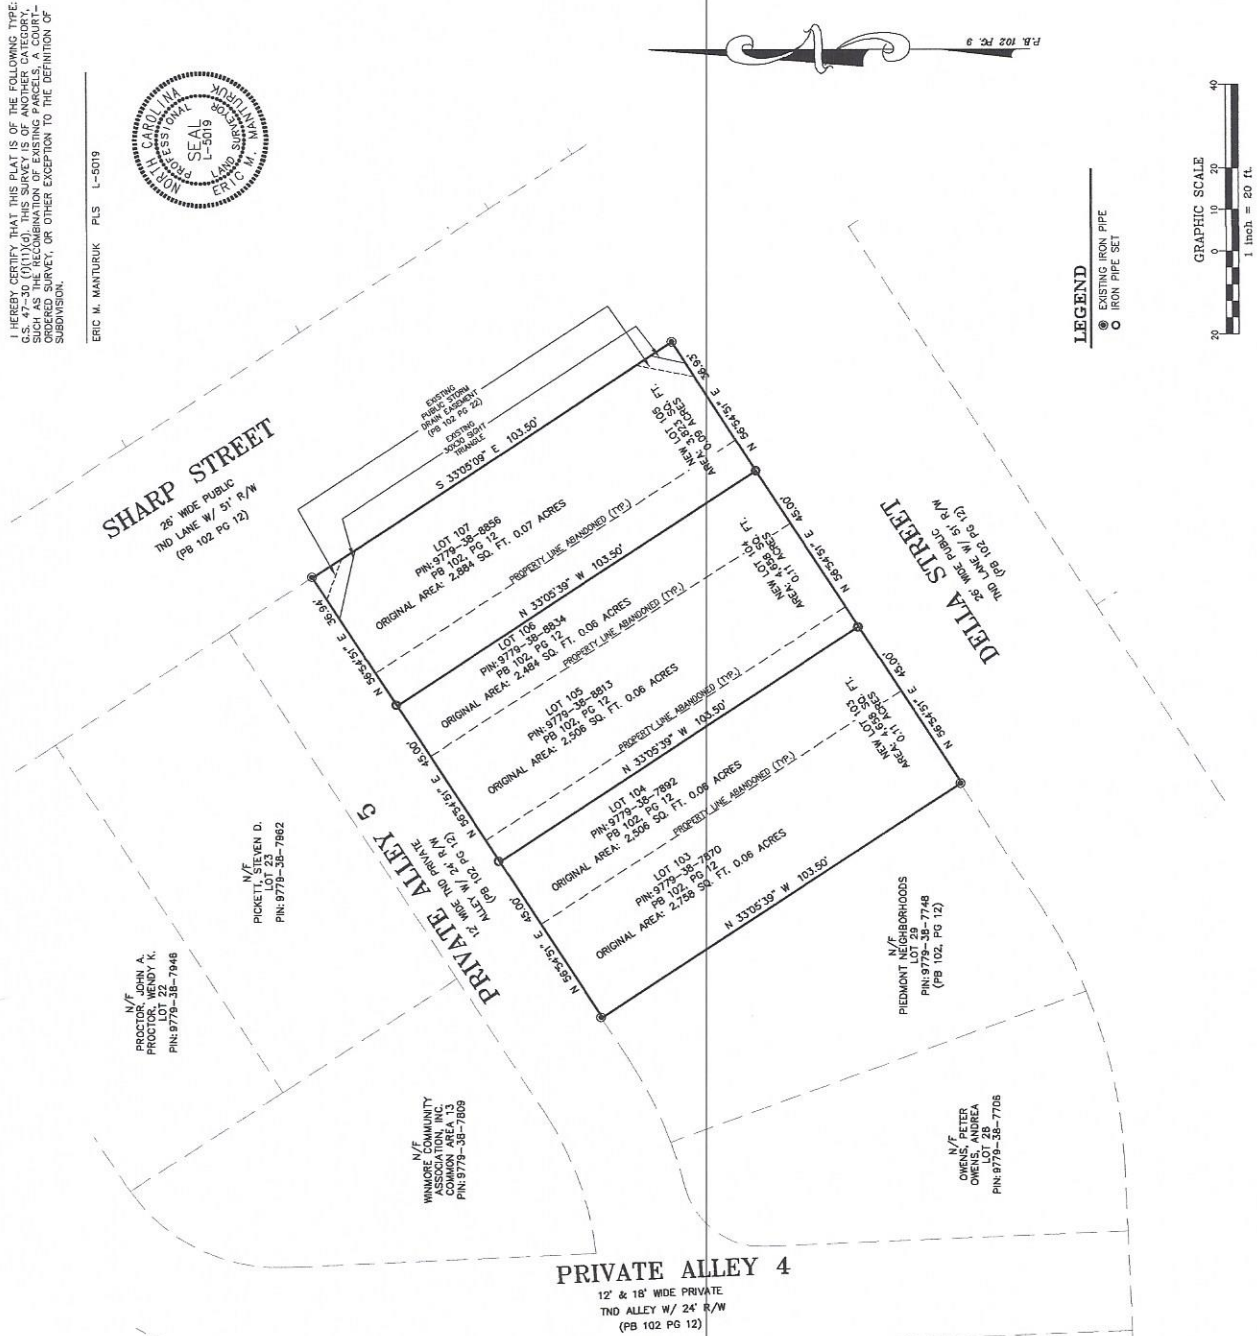 I HEREBY CERTIFY THAT THIS PLAT IS OF THE FOLLOWING TYPE:
G.S. 47-30 (f)(11)(d). THIS SURVEY IS OF ANOTHER CATEGORY,
SUCH AS THE RECOMBINATION OF EXISTING PARCELS, A COURT-
ORDERED SURVEY, OR OTHER EXCEPTION TO THE DEFINITION OF
SUBDIVISION.
ERIC M. MANTURUK PLS L-5019
NORTH CAROLINA
PROFESSIONAL
SEAL
L-5019
LAND SURVEYOR
ERIC M. MANTURUK
P.B. 102 PG. 9
GRAPHIC SCALE
20 0 10 20 40
1 inch = 20 ft.
LEGEND
EXISTING IRON PIPE
IRON PIPE SET
SHARP STREET
26' WIDE PUBLIC
TND LANE W/ 51' R/W
(PB 102 PG 12)
EXISTING
PUBLIC STORM
DRAIN EASEMENT
(PB 102 PG 22)
EXISTING
30X30 SIGHT
TRIANGLE
S 33°05'09" E 103.50'
N 56°54'51" E 36.94'
N 56°54'51" E 36.93'
LOT 107
PIN:9779-38-8856
PB 102, PG 12
ORIGINAL AREA: 2,884 SQ. FT. 0.07 ACRES
NEW LOT 105
AREA: 3,823 SQ. FT.
0.09 ACRES
PROPERTY LINE ABANDONED (TYP.)
N 33°05'39" W 103.50'
LOT 106
PIN:9779-38-8834
PB 102, PG 12
ORIGINAL AREA: 2,484 SQ. FT. 0.06 ACRES
PROPERTY LINE ABANDONED (TYP.)
NEW LOT 104
AREA: 4,658 SQ. FT.
0.11 ACRES
N 56°54'51" E 45.00'
N 56°54'51" E 45.00'
LOT 105
PIN:9779-38-8813
PB 102, PG 12
ORIGINAL AREA: 2,506 SQ. FT. 0.06 ACRES
PROPERTY LINE ABANDONED (TYP.)
N 33°05'39" W 103.50'
LOT 104
PIN:9779-38-7892
PB 102, PG 12
ORIGINAL AREA: 2,506 SQ. FT. 0.06 ACRES
PROPERTY LINE ABANDONED (TYP.)
NEW LOT 103
AREA: 4,658 SQ. FT.
0.11 ACRES
N 56°54'51" E 45.00'
N 56°54'51" E 45.00'
LOT 103
PIN:9779-38-7870
PB 102, PG 12
ORIGINAL AREA: 2,758 SQ. FT. 0.06 ACRES
N 33°05'39" W 103.50'
DELLA STREET
26' WIDE PUBLIC
TND LANE W/ 51' R/W
(PB 102 PG 12)
PRIVATE ALLEY 5
12' WIDE TND PRIVATE
ALLEY W/ 24' R/W
(PB 102 PG 12)
N/F
PICKETT, STEVEN D.
LOT 23
PIN:9779-38-7962
N/F
PROCTOR, JOHN A.
PROCTOR, WENDY K.
LOT 22
PIN:9779-38-7946
N/F
WINMORE COMMUNITY
ASSOCIATION, INC.
COMMON AREA 13
PIN:9779-38-7809
N/F
PIEDMONT NEIGHBORHOODS
LOT 29
PIN:9779-38-7748
(PB 102, PG 12)
N/F
OWENS, PETER
OWENS, ANDREA
LOT 28
PIN:9779-38-7706
PRIVATE ALLEY 4
12' & 18' WIDE PRIVATE
TND ALLEY W/ 24' R/W
(PB 102 PG 12)